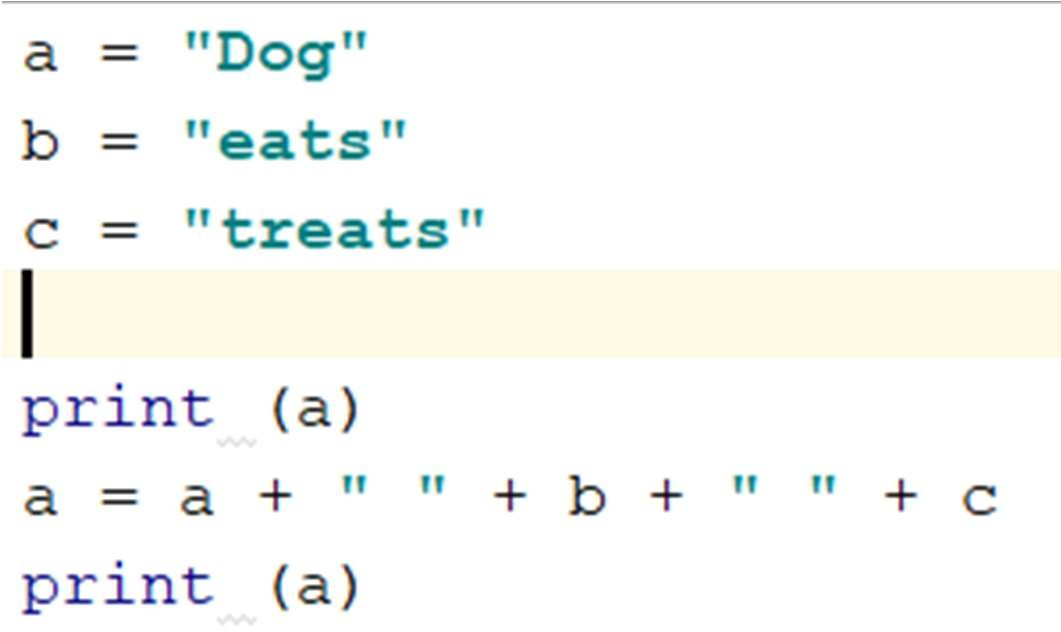 a = "Dog"
b = "eats"
c = "treats"
print (a)
a = a + " " + b + " " + c
print (a)